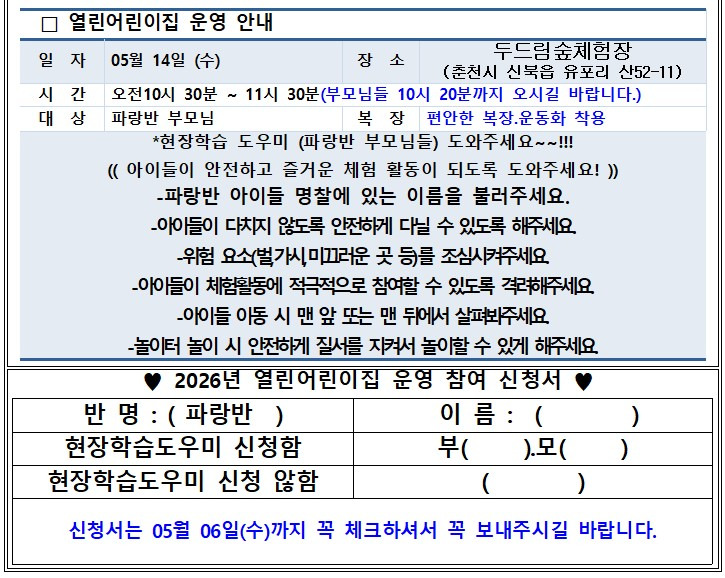 □ 열린어린이집 운영 안내
일 자 05월 14일 (수) 장 소 두드림숲체험장
(춘천시 신북읍 유포리 산52-11)
시 간 오전10시 30분 ~ 11시 30분(부모님들 10시 20분까지 오시길 바랍니다.)
대 상 파랑반 부모님 복 장 편안한 복장.운동화 착용
*현장학습 도우미 (파랑반 부모님들) 도와주세요~~!!!
(( 아이들이 안전하고 즐거운 체험 활동이 되도록 도와주세요! ))
-파랑반 아이들 명찰에 있는 이름을 불러주세요.
-아이들이 다치지 않도록 안전하게 다닐 수 있도록 해주세요.
-위험 요소(벌,가시,미끄러운 곳 등)를 조심시켜주세요.
-아이들이 체험활동에 적극적으로 참여할 수 있도록 격려해주세요.
-아이들 이동 시 맨 앞 또는 맨 뒤에서 살펴봐주세요.
-놀이터 놀이 시 안전하게 질서를 지켜서 놀이할 수 있게 해주세요.
♥ 2026년 열린어린이집 운영 참여 신청서 ♥
반 명 : ( 파랑반 ) 이 름 : ( )
현장학습도우미 신청함 부( ).모( )
현장학습도우미 신청 않함 ( )
신청서는 05월 06일(수)까지 꼭 체크하셔서 꼭 보내주시길 바랍니다.